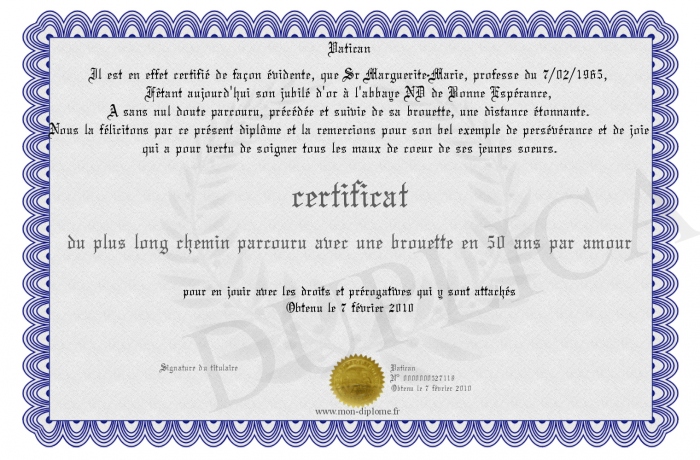 Vatican
Il est en effet certifié de façon évidente, que Sr Marguerite-Marie, professe du 7/02/1965,
Fêtant aujourd'hui son jubilé d'or à l'abbaye ND de Bonne Espérance,
A sans nul doute parcouru, précédée et suivie de sa brouette, une distance étonnante.
Nous la félicitons par ce présent diplôme et la remercions pour son bel exemple de persévérance et de joie
qui a pour vertu de soigner tous les maux de coeur de ses jeunes soeurs.
certificat
du plus long chemin parcouru avec une brouette en 50 ans par amour
DUPLICATA
pour en jouir avec les droits et prérogatives qui y sont attachés
Obtenu le 7 février 2010
Signature du titulaire
Vatican
N° 0000000527118
Obtenu le 7 février 2010
www.mon-diplome.fr